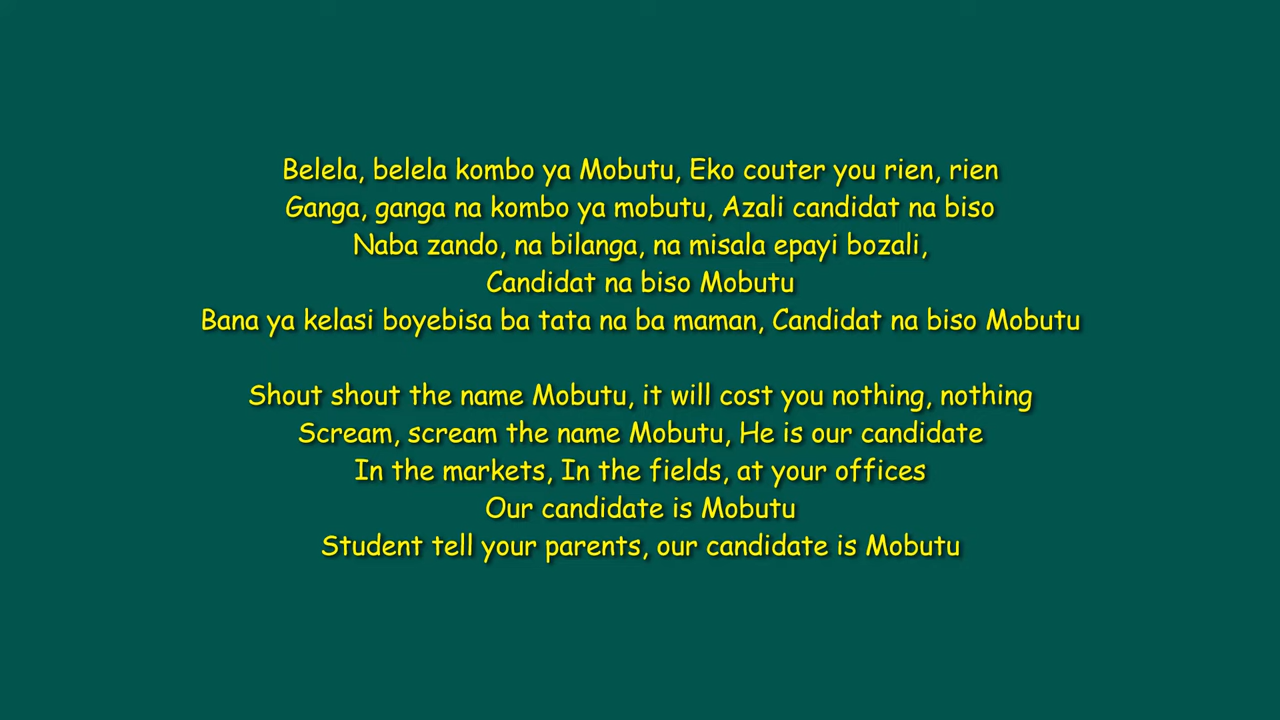 Belela, belela kombo ya Mobutu, Eko couter you rien, rien
Ganga, ganga na kombo ya mobutu, Azali candidat na biso
Naba zando, na bilanga, na misala epayi bozali,
Candidat na biso Mobutu
Bana ya kelasi boyebisa ba tata na ba maman, Candidat na biso Mobutu
Shout shout the name Mobutu, it will cost you nothing, nothing
Scream, scream the name Mobutu, He is our candidate
In the markets, In the fields, at your offices
Our candidate is Mobutu
Student tell your parents, our candidate is Mobutu